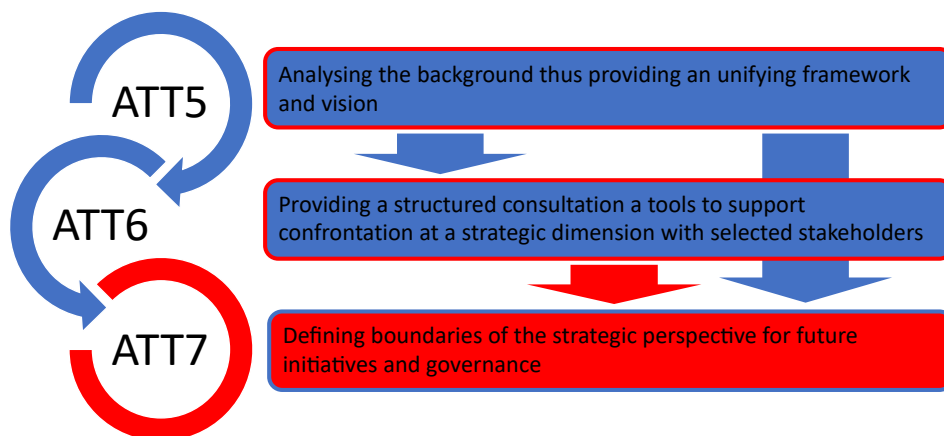 ATT5
Analysing the background thus providing an unifying framework
and vision
ATT6
Providing a structured consultation a tools to support
confrontation at a strategic dimension with selected stakeholders
ATT7
Defining boundaries of the strategic perspective for future
initiatives and governance